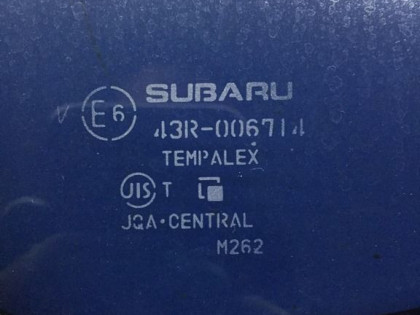 SUBARU
V E6
43R-006714
TEMPALEX
JIS T
JQA·CENTRAL
M262